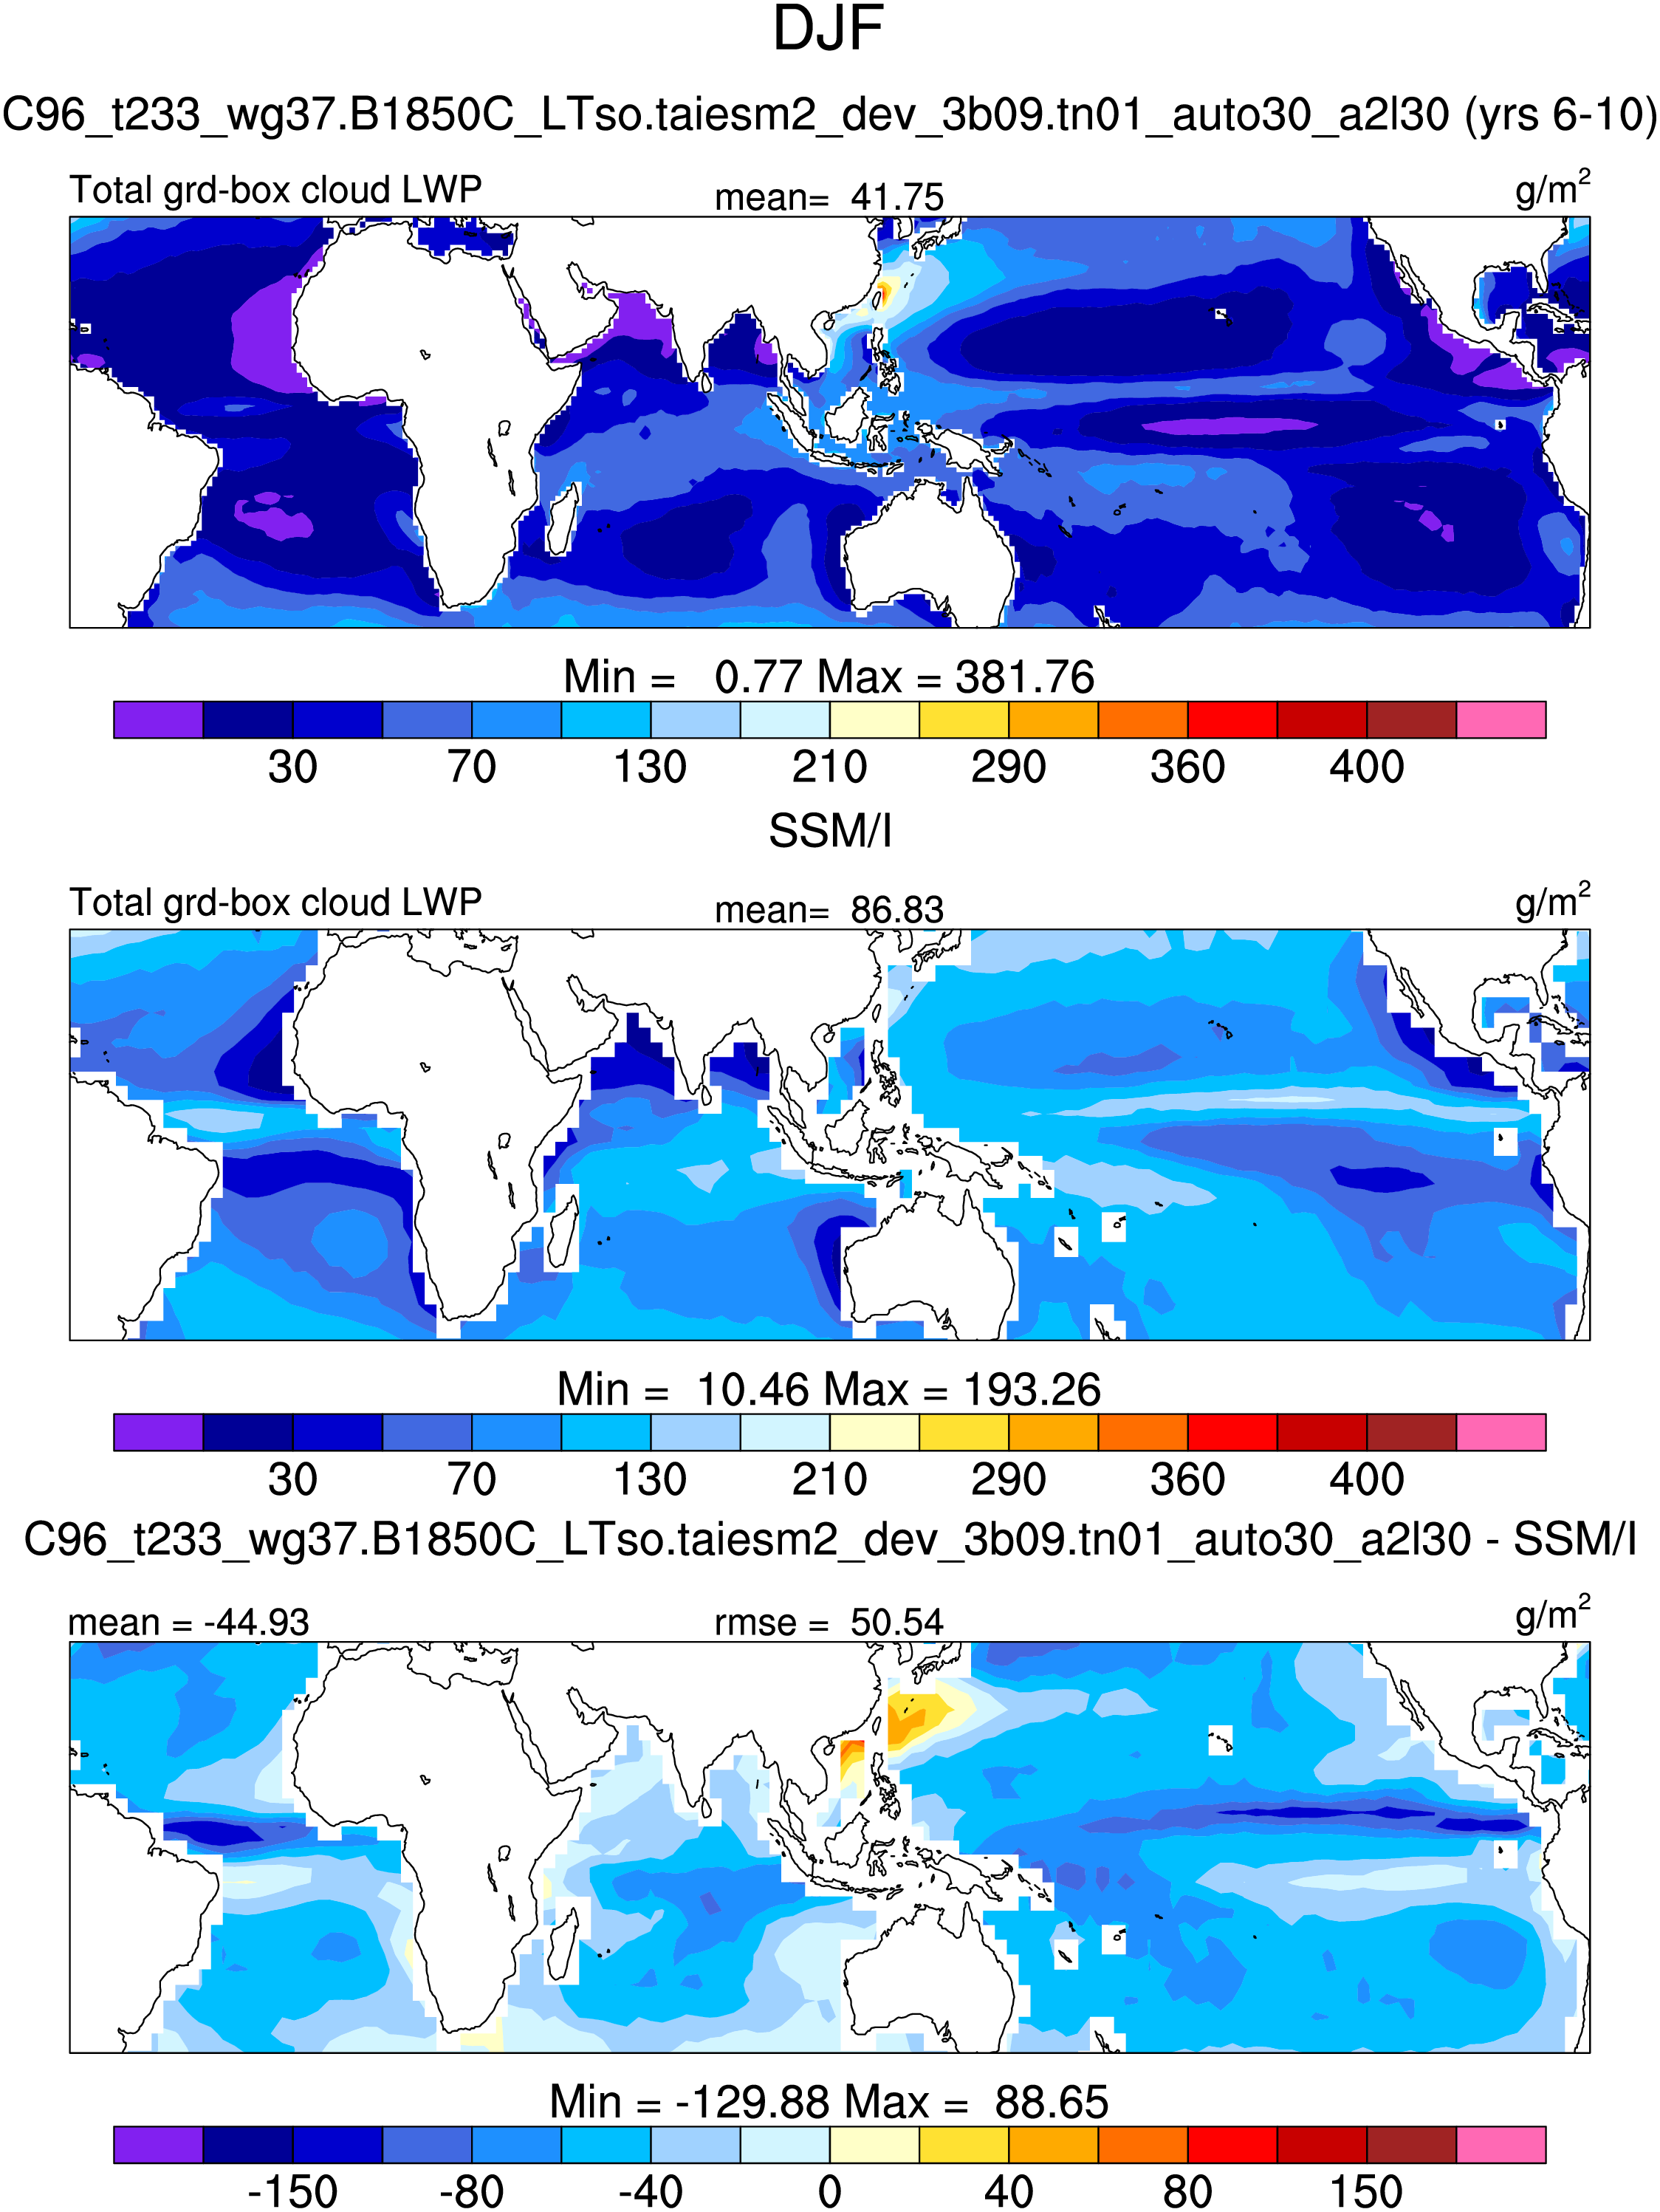 DJF
C96_t233_wg37.B1850C_LTso.taiesm2_dev_3b09.tn01_auto30_a2l30 (yrs 6-10)
Total grd-box cloud LWP mean= 41.75 g/m²
Min = 0.77 Max = 381.76
30 70 130 210 290 360 400
SSM/I
Total grd-box cloud LWP mean= 86.83 g/m²
Min = 10.46 Max = 193.26
30 70 130 210 290 360 400
C96_t233_wg37.B1850C_LTso.taiesm2_dev_3b09.tn01_auto30_a2l30 - SSM/I
mean = -44.93 rmse = 50.54 g/m²
Min = -129.88 Max = 88.65
-150 -80 -40 0 40 80 150